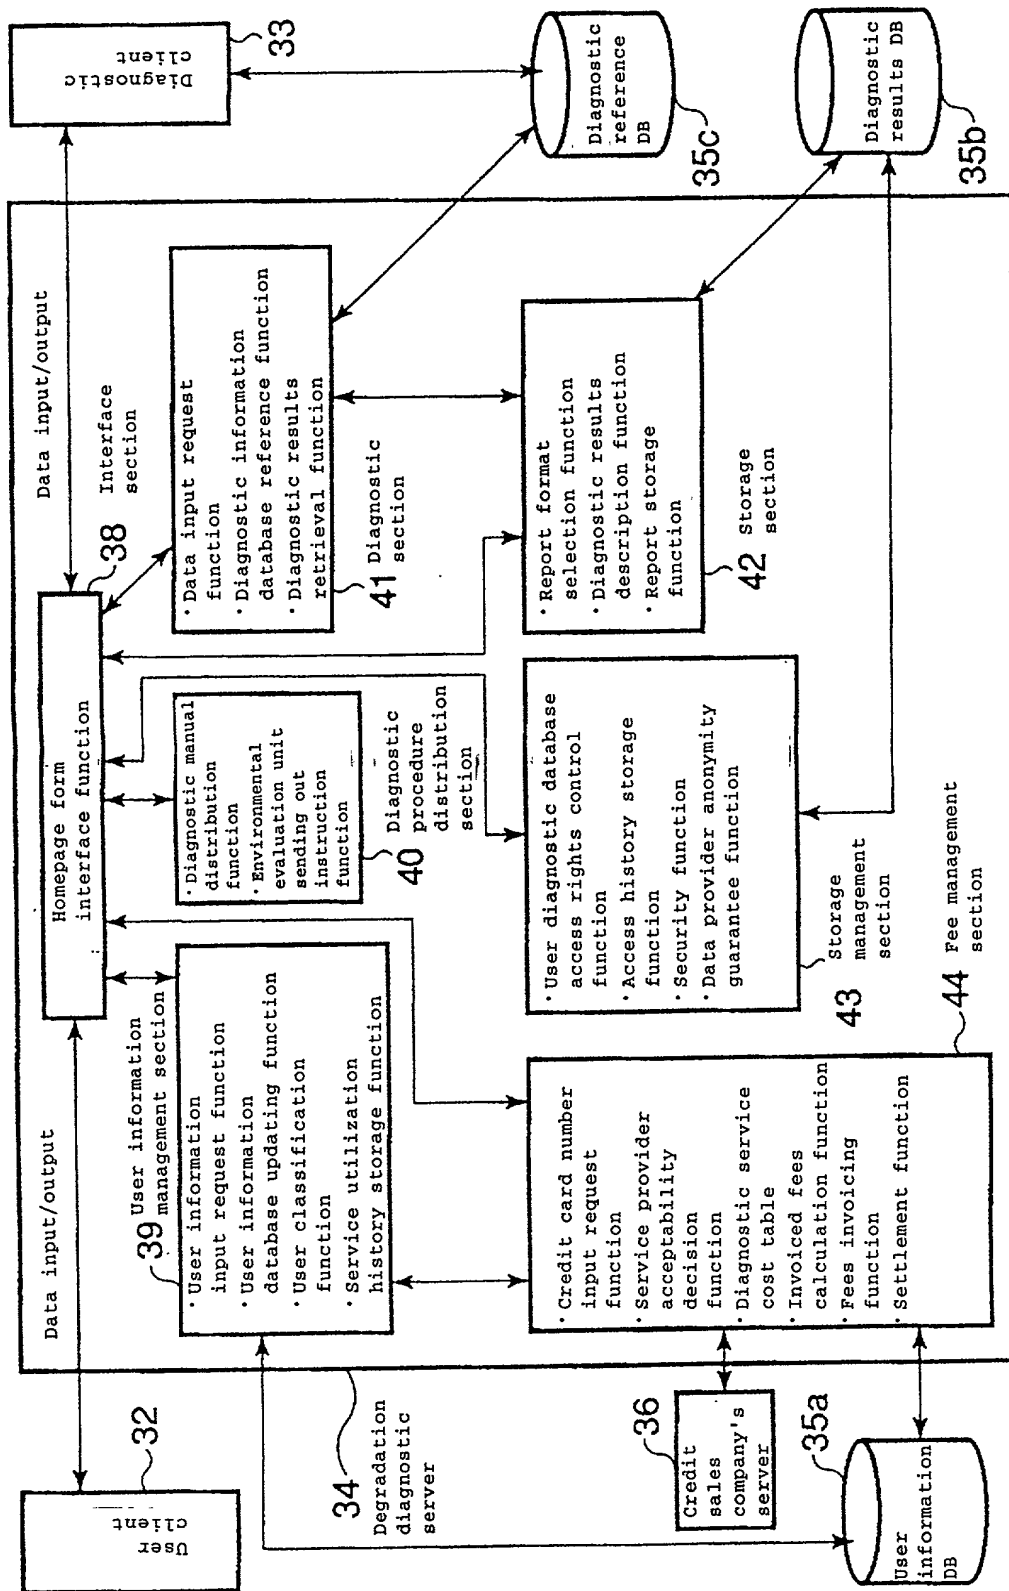 User
client
32
Data input/output
Homepage form
interface function
38
Interface
section
Data input/output
Diagnostic
client
33
39
User information
management section
· User information
input request function
· User information
database updating function
· User classification
function
· Service utilization
history storage function
· Diagnostic manual
distribution
function
· Environmental
evaluation unit
sending out
instruction
function
40
Diagnostic
procedure
distribution
section
· Data input request
function
· Diagnostic information
database reference function
· Diagnostic results
retrieval function
41
Diagnostic
section
34
Degradation
diagnostic
server
36
Credit
sales
company's
server
35a
User
information
DB
· Credit card number
input request
function
· Service provider
acceptability
decision
function
· Diagnostic service
cost table
· Invoiced fees
calculation function
· Fees invoicing
function
· Settlement function
44
Fee management
section
· User diagnostic database
access rights control
function
· Access history storage
function
· Security function
· Data provider anonymity
guarantee function
43
Storage
management
section
· Report format
selection function
· Diagnostic results
description function
· Report storage
function
42
Storage
section
Diagnostic
reference
DB
35c
Diagnostic
results DB
35b